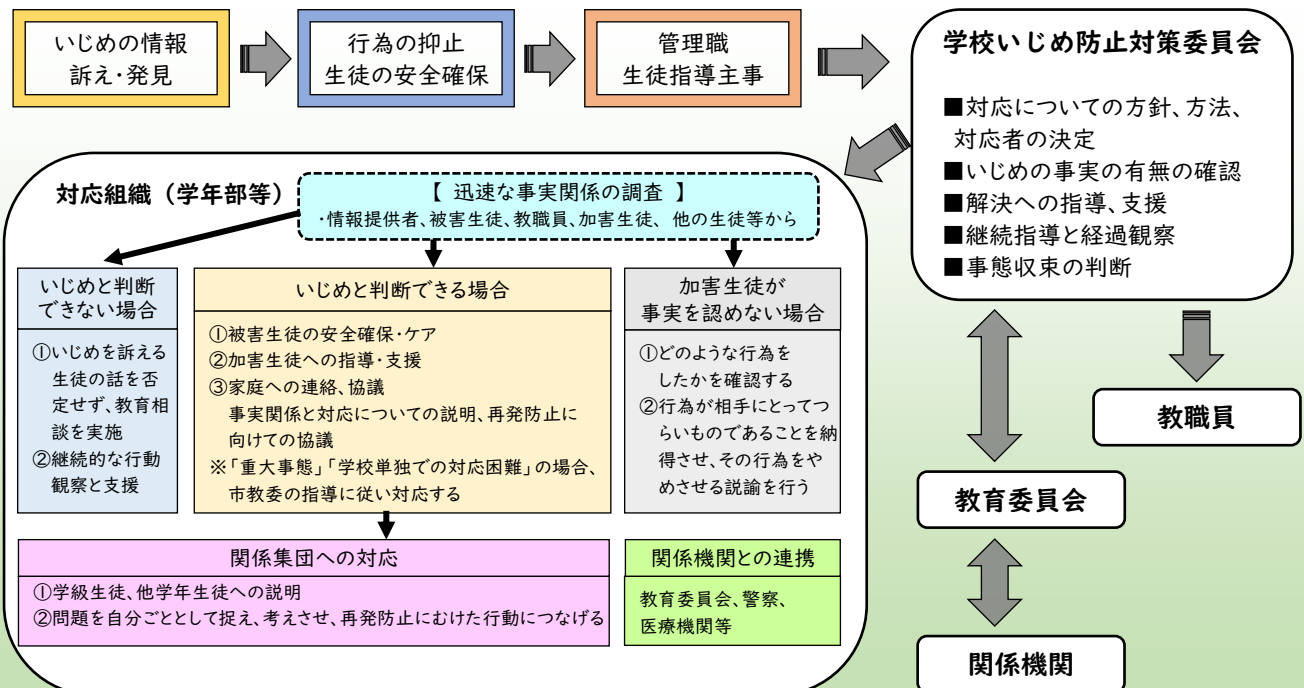 いじめの情報
訴え・発見
行為の抑止
生徒の安全確保
管理職
生徒指導主事
学校いじめ防止対策委員会
■対応についての方針、方法、
対応者の決定
■いじめの事実の有無の確認
■解決への指導、支援
■継続指導と経過観察
■事態収束の判断
対応組織（学年部等）
【 迅速な事実関係の調査 】
・情報提供者、被害生徒、教職員、加害生徒、 他の生徒等から
いじめと判断
できない場合
①いじめを訴える
生徒の話を否
定せず、教育相
談を実施
②継続的な行動
観察と支援
いじめと判断できる場合
①被害生徒の安全確保・ケア
②加害生徒への指導・支援
③家庭への連絡、協議
事実関係と対応についての説明、再発防止に
向けての協議
※「重大事態」「学校単独での対応困難」の場合、
市教委の指導に従い対応する
加害生徒が
事実を認めない場合
①どのような行為を
したかを確認する
②行為が相手にとってつ
らいものであることを納
得させ、その行為をや
めさせる説諭を行う
関係集団への対応
①学級生徒、他学年生徒への説明
②問題を自分ごととして捉え、考えさせ、再発防止にむけた行動につなげる
関係機関との連携
教育委員会、警察、
医療機関等
教職員
教育委員会
関係機関